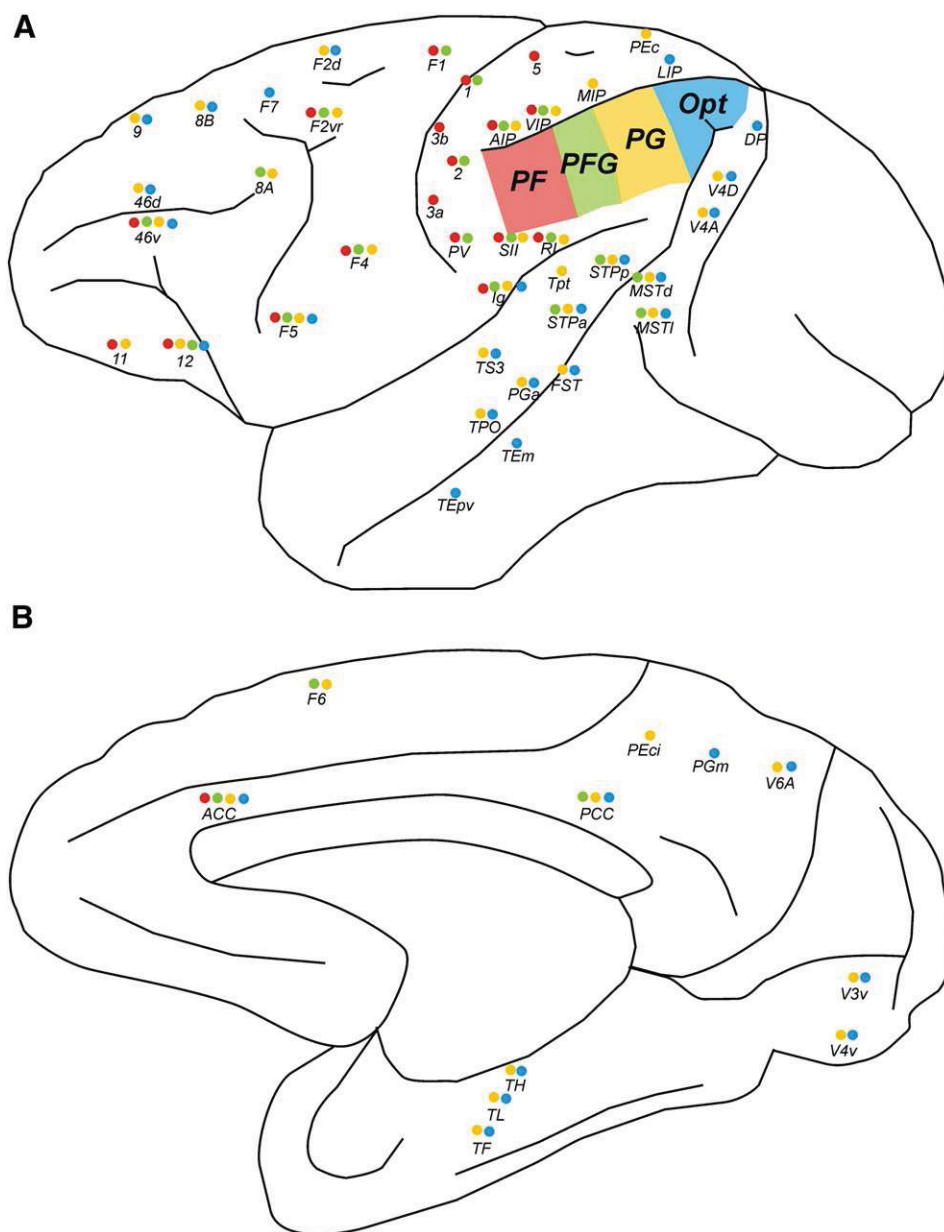 A
F2d
F1
5
PEc
LIP
F7
1
MIP
9
8B
F2vr
3b
AIP
VIP
Opt
DP
8A
2
PF
PFG
PG
46d
V4D
46v
3a
V4A
F4
PV
SII
RI
Ig
Tpt
STPp
MSTd
F5
STPa
MSTl
11
12
TS3
PGa
FST
TPO
TEm
TEpv
B
F6
PEci
PGm
V6A
ACC
PCC
V3v
V4v
TH
TL
TF